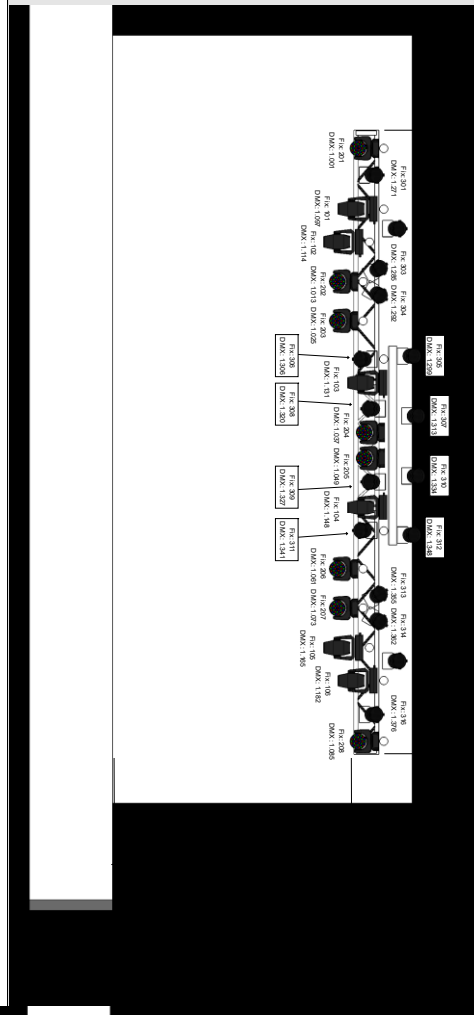 Fix: 201
DMX: 1.001
Fix: 301
DMX: 1.271
Fix: 101
DMX: 1.097
Fix: 102
DMX: 1.114
Fix: 303
DMX: 1.285
Fix: 304
DMX: 1.292
Fix: 202
DMX: 1.013
Fix: 203
DMX: 1.025
Fix: 305
DMX: 1.299
Fix: 306
DMX: 1.306
Fix: 103
DMX: 1.131
Fix: 307
DMX: 1.313
Fix: 308
DMX: 1.320
Fix: 204
DMX: 1.037
Fix: 205
DMX: 1.049
Fix: 310
DMX: 1.334
Fix: 309
DMX: 1.327
Fix: 104
DMX: 1.148
Fix: 312
DMX: 1.348
Fix: 311
DMX: 1.341
Fix: 206
DMX: 1.061
Fix: 207
DMX: 1.073
Fix: 313
DMX: 1.355
Fix: 314
DMX: 1.362
Fix: 105
DMX: 1.165
Fix: 106
DMX: 1.182
Fix: 316
DMX: 1.376
Fix: 208
DMX: 1.085